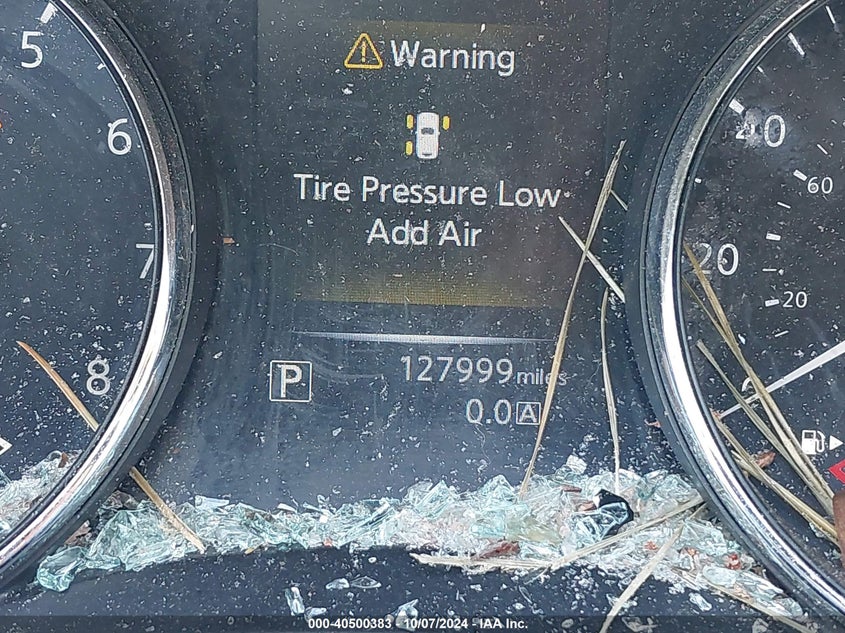 5
6
7
8
Warning
Tire Pressure Low
Add Air
P
127999 miles
0.0 A
40
60
20
20
000-40500383 | 10/07/2024 - IAA Inc.